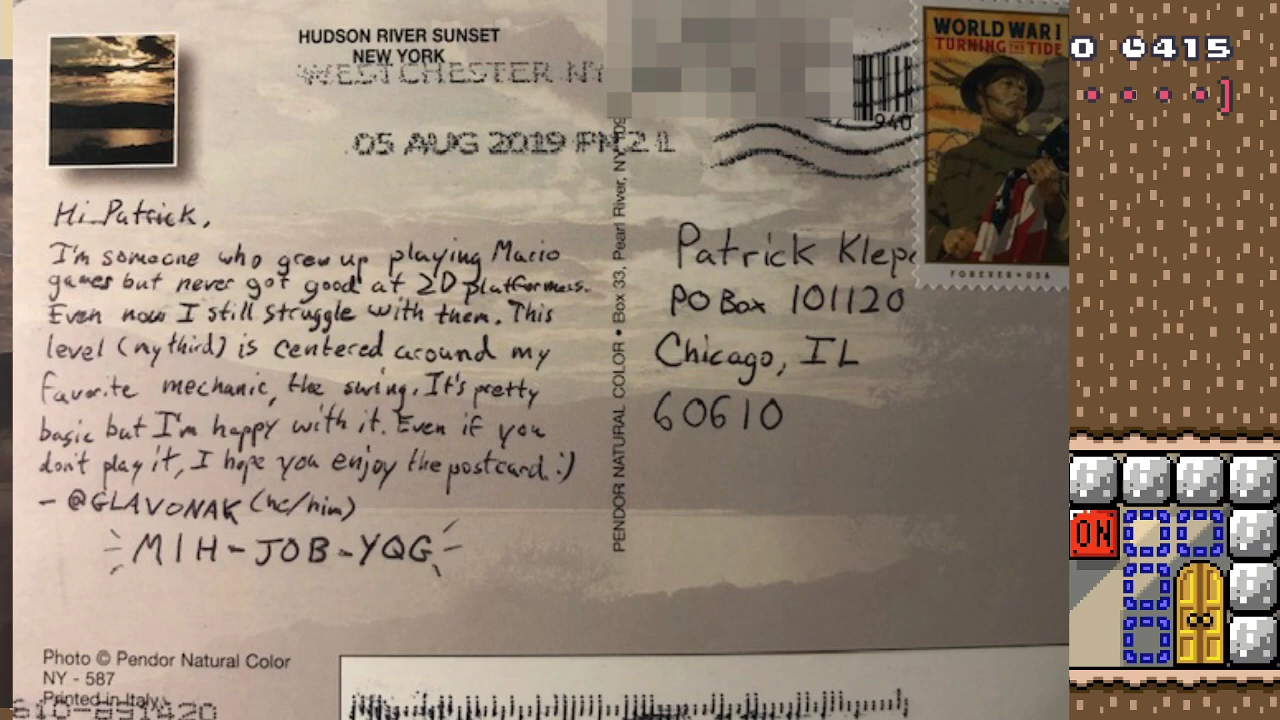 HUDSON RIVER SUNSET
NEW YORK
WESTCHESTER NY
05 AUG 2019 PM 2 L
940
WORLD WAR I
TURNING THE TIDE
FOREVER • USA
Hi Patrick,
I'm someone who grew up playing Mario
games but never got good at 2D platformers.
Even now I still struggle with them. This
level (my third) is centered around my
favorite mechanic, the swing. It's pretty
basic but I'm happy with it. Even if you
don't play it, I hope you enjoy the postcard. :)
- @GLAVONAK (he/him)
MIH-JOB-YQG
PENDOR NATURAL COLOR • Box 33, Pearl River, NY 109
Patrick Klep
PO Box 101120
Chicago, IL
60610
Photo © Pendor Natural Color
NY - 587
Printed in Italy
0 0415
ON